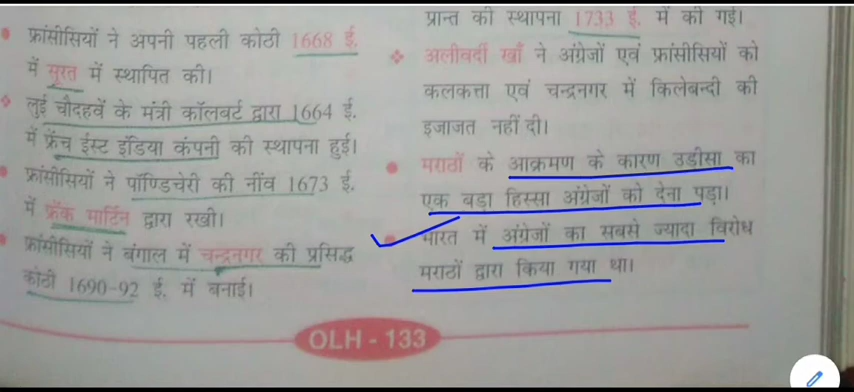 फ्रांसीसियों ने अपनी पहली कोठी 1668 ई.
में सूरत में स्थापित की।
लुई चौदहवें के मंत्री कॉलबर्ट द्वारा 1664 ई.
में फ्रेंच ईस्ट इंडिया कंपनी की स्थापना हुई।
फ्रांसीसियों ने पॉण्डिचेरी की नींव 1673 ई.
में फ्रेंक मार्टिन द्वारा रखी।
फ्रांसीसियों ने बंगाल में चन्द्रनगर की प्रसिद्ध
कोठी 1690-92 ई. में बनाई।
प्रान्त की स्थापना 1733 ई. में की गई।
अलीवर्दी खाँ ने अंग्रेजों एवं फ्रांसीसियों को
कलकत्ता एवं चन्द्रनगर में किलेबन्दी की
इजाजत नहीं दी।
मराठों के आक्रमण के कारण उडीसा का
एक बड़ा हिस्सा अंग्रेजों को देना पड़ा।
भारत में अंग्रेजों का सबसे ज्यादा विरोध
मराठों द्वारा किया गया था।
OLH - 133